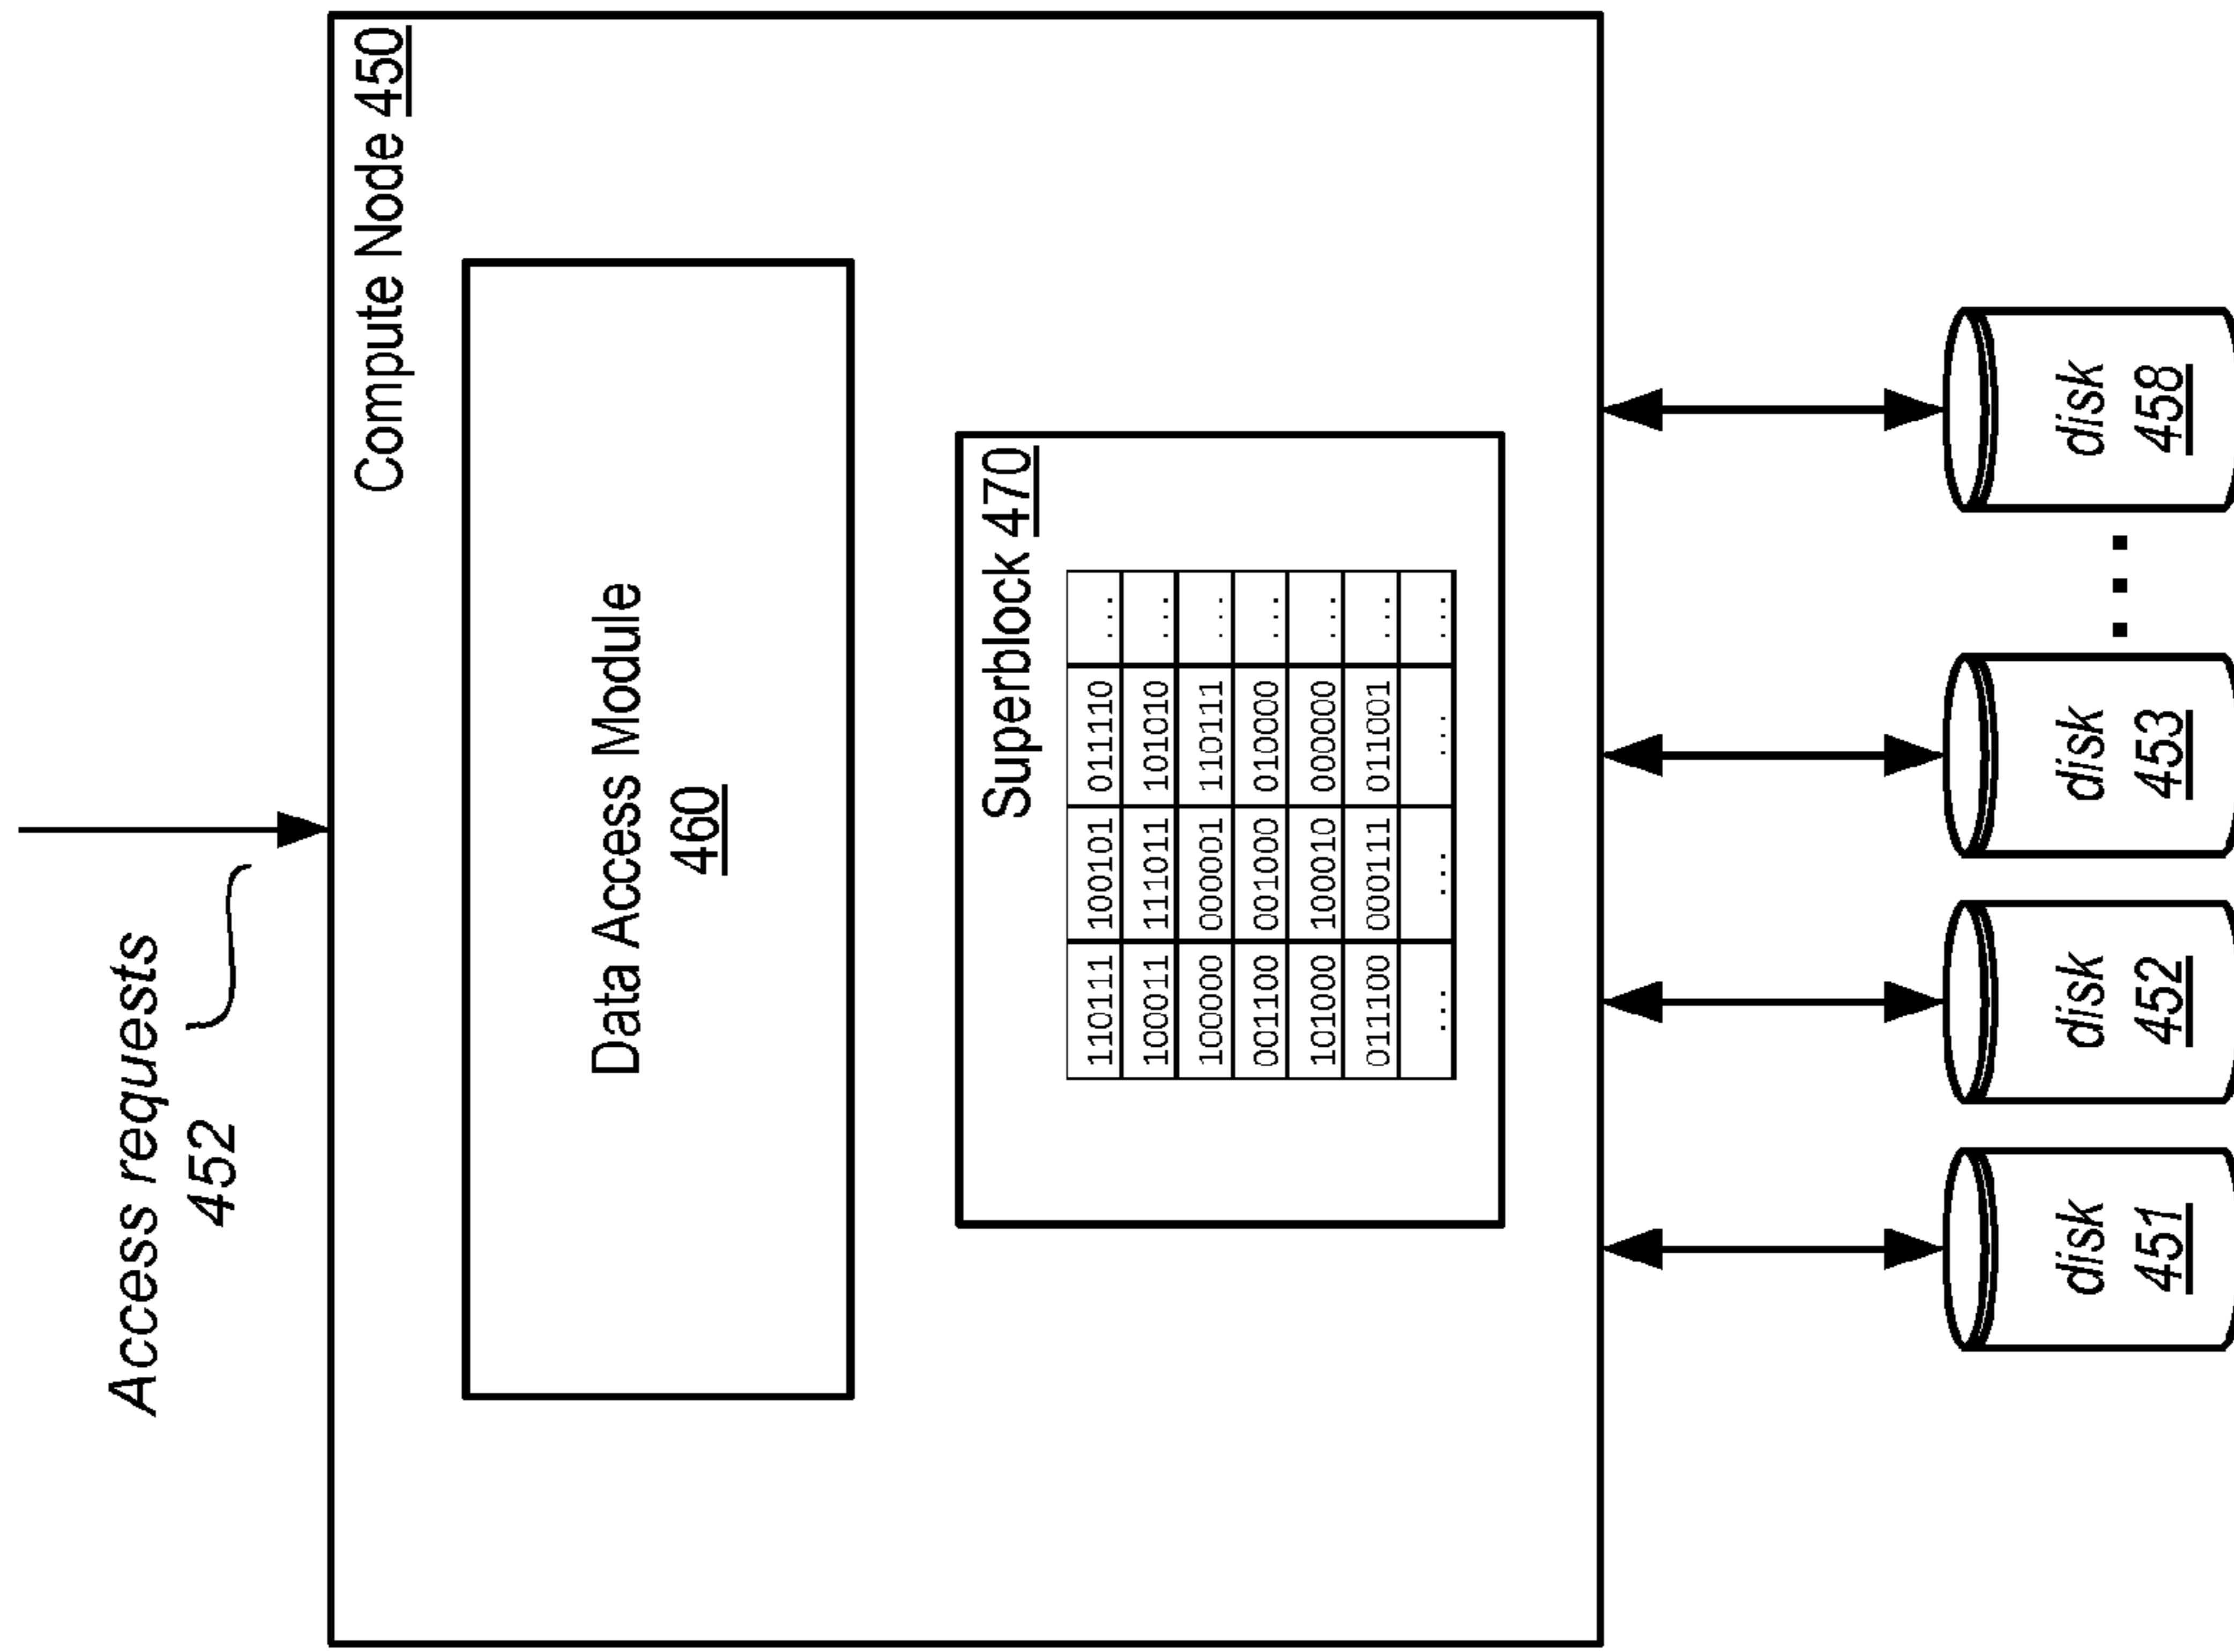 Access requests
452
Compute Node 450
Data Access Module
460
Superblock 470
110111 100101 011110 ...
100011 111011 101010 ...
100000 000001 110111 ...
001100 001000 010000 ...
101000 100010 000000 ...
011100 000111 011001 ...
... ... ... ...
disk disk disk ... disk
451 452 453 458